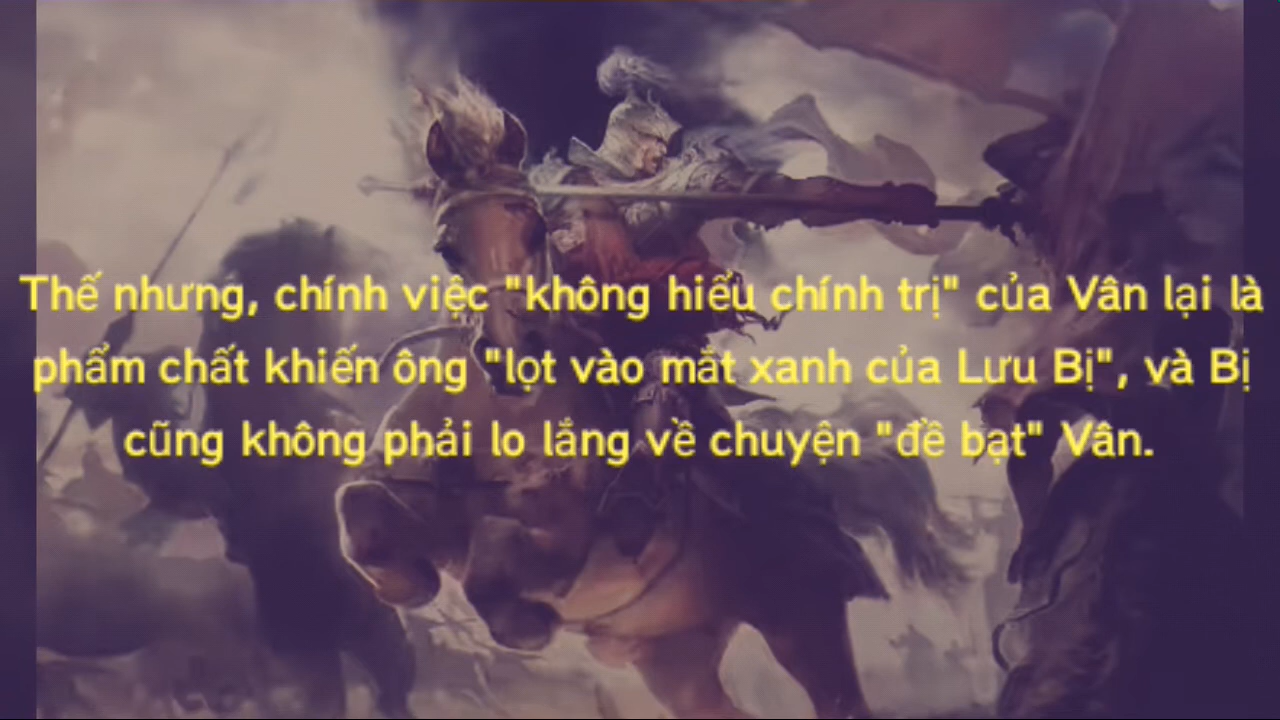 Thế nhưng, chính việc "không hiểu chính trị" của Vân lại là
phẩm chất khiến ông "lọt vào mắt xanh của Lưu Bị", và Bị
cũng không phải lo lắng về chuyện "đề bạt" Vân.